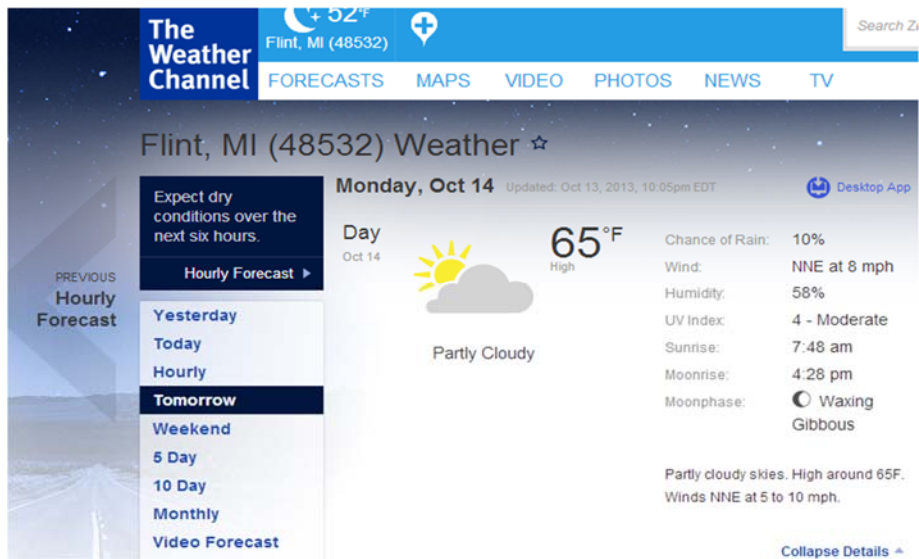 The
Weather
Channel
52°F
Flint, MI (48532)
Search
FORECASTS MAPS VIDEO PHOTOS NEWS TV
Flint, MI (48532) Weather
Expect dry
conditions over the
next six hours.
Hourly Forecast
PREVIOUS
Hourly
Forecast
Yesterday
Today
Hourly
Tomorrow
Weekend
5 Day
10 Day
Monthly
Video Forecast
Monday, Oct 14 Updated: Oct 13, 2013, 10:05pm EDT
Desktop App
Day
Oct 14
65°F
High
Partly Cloudy
Chance of Rain: 10%
Wind: NNE at 8 mph
Humidity: 58%
UV Index: 4 - Moderate
Sunrise: 7:48 am
Moonrise: 4:28 pm
Moonphase: Waxing
Gibbous
Partly cloudy skies. High around 65F.
Winds NNE at 5 to 10 mph.
Collapse Details